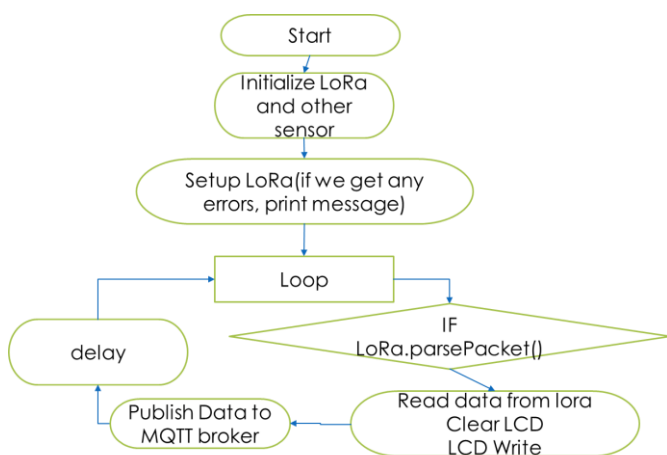 Start
Initialize LoRa
and other
sensor
Setup LoRa(if we get any
errors, print message)
Loop
IF
LoRa.parsePacket()
Read data from lora
Clear LCD
LCD Write
Publish Data to
MQTT broker
delay